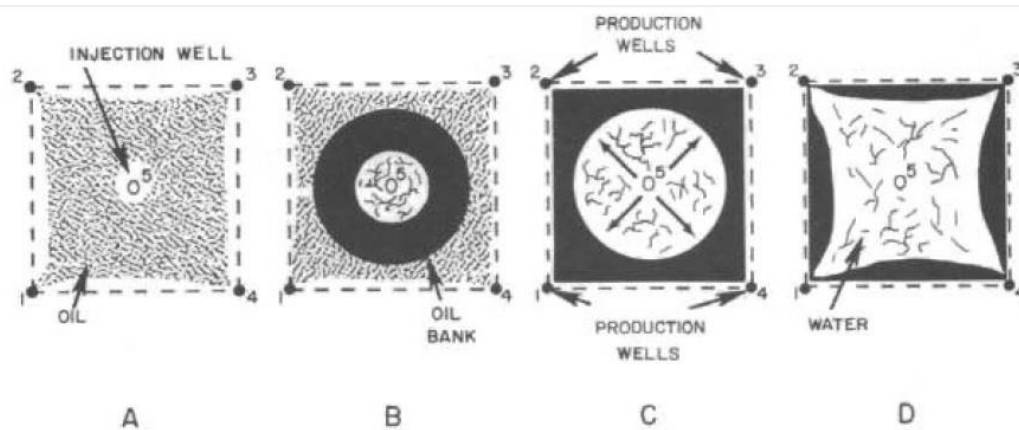 PRODUCTION
WELLS
INJECTION WELL
2 3 2 3 2 3 2 3
O5 O5 O5 O5
1 4 1 4 1 4 1 4
OIL
OIL
BANK
PRODUCTION
WELLS
WATER
A B C D